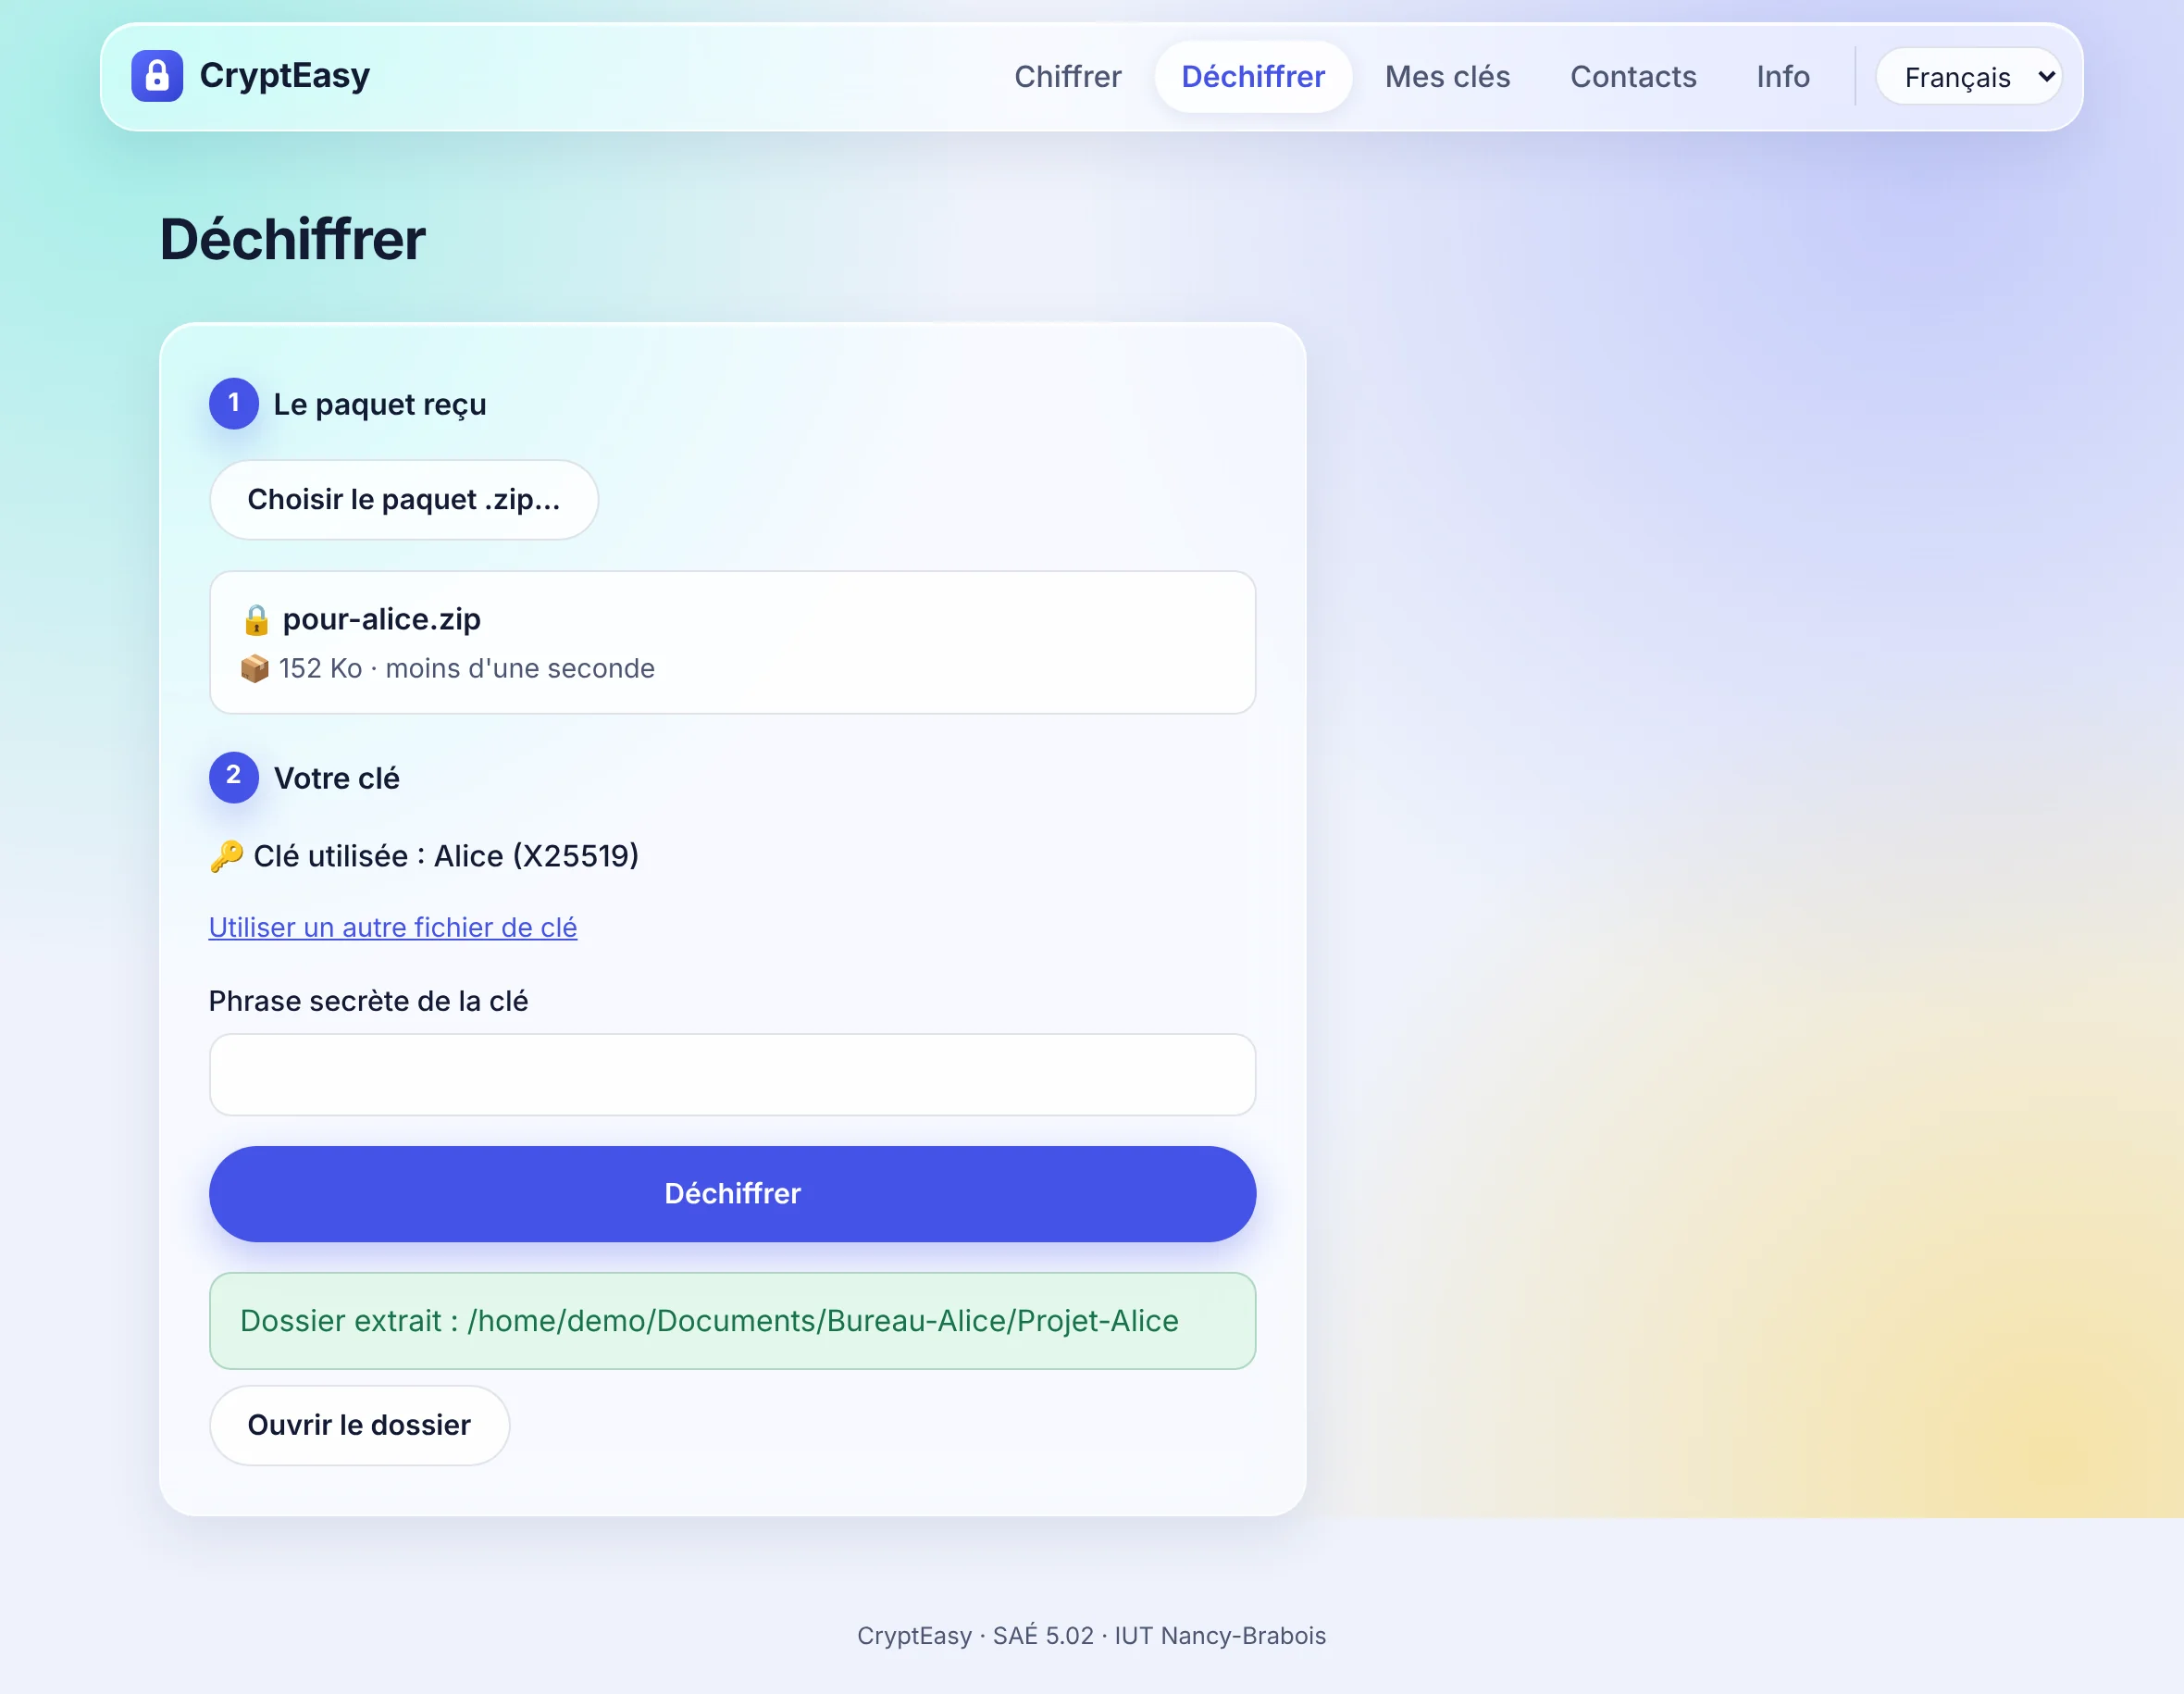 CryptEasy
Chiffrer
Déchiffrer
Mes clés
Contacts
Info
Français
Déchiffrer
1 Le paquet reçu
Choisir le paquet .zip...
🔒 pour-alice.zip
📦 152 Ko · moins d'une seconde
2 Votre clé
🔑 Clé utilisée : Alice (X25519)
Utiliser un autre fichier de clé
Phrase secrète de la clé
Déchiffrer
Dossier extrait : /home/demo/Documents/Bureau-Alice/Projet-Alice
Ouvrir le dossier
CryptEasy · SAÉ 5.02 · IUT Nancy-Brabois